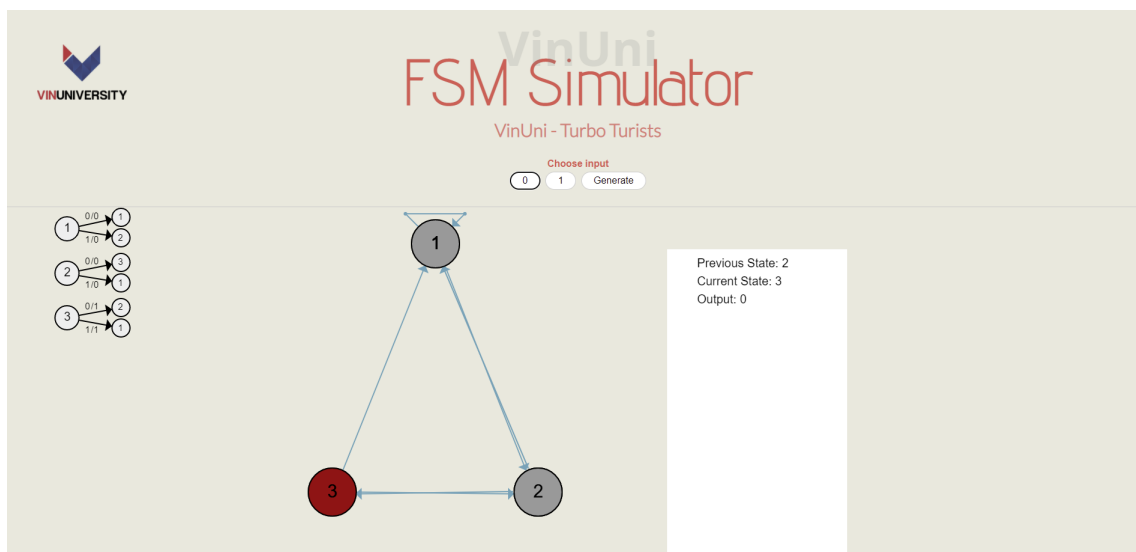 VinUni
VINUNIVERSITY
FSM Simulator
VinUni - Turbo Turists
Choose input
0 1 Generate
1 0/0 1
1/0 2
2 0/0 3
1/0 1
3 0/1 2
1/1 1
1
3
2
Previous State: 2
Current State: 3
Output: 0